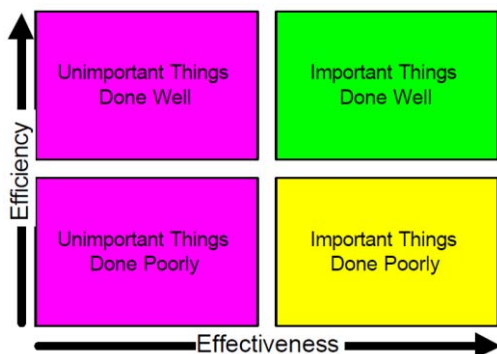 Efficiency
Unimportant Things
Done Well
Important Things
Done Well
Unimportant Things
Done Poorly
Important Things
Done Poorly
Effectiveness